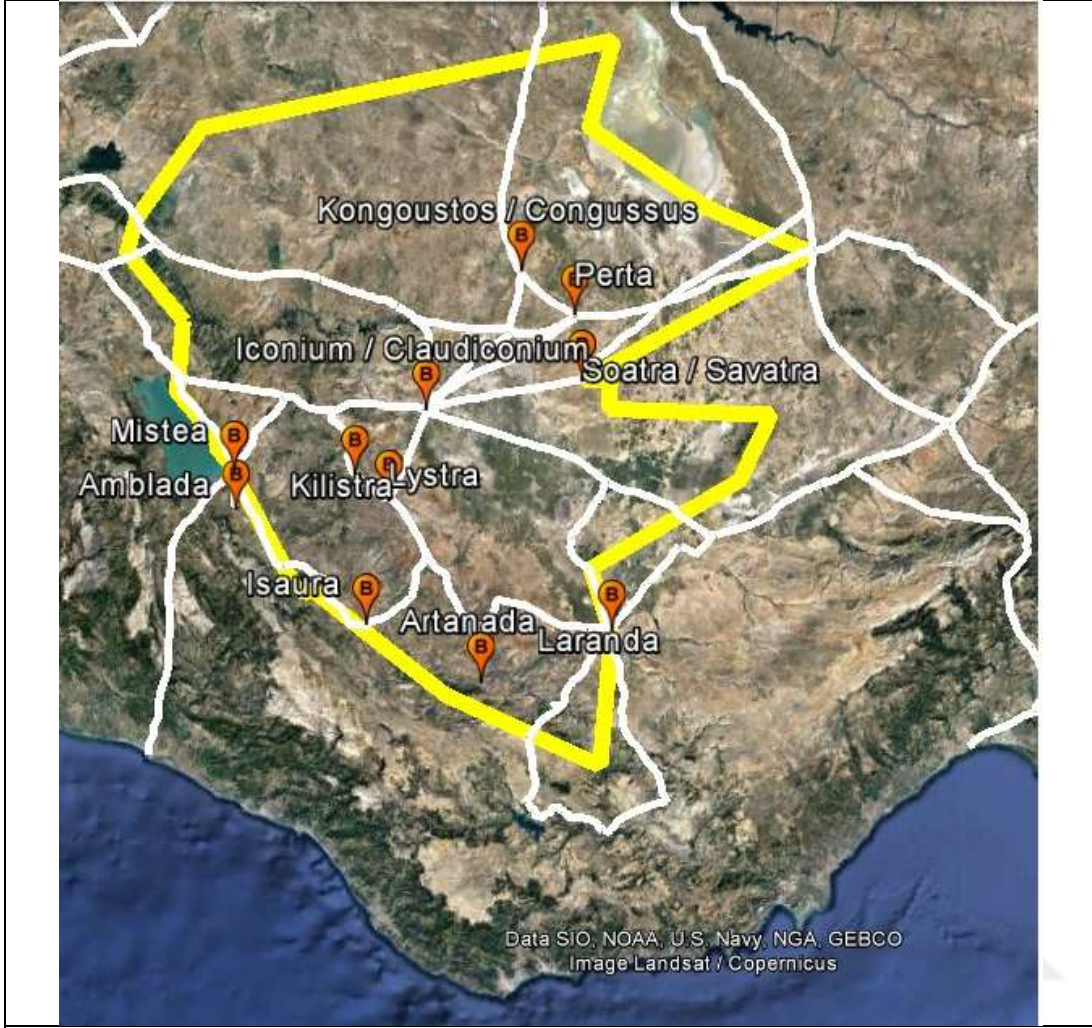 Kongoustos / Congussus
B
Perta
B
Iconium / Claudiconium
B
Soatra / Savatra
B
Mistea
B
B
B
Lystra
Kilistra
Amblada
B
Isaura
B
B
Artanada
Laranda
B
Data SIO, NOAA, U.S. Navy, NGA, GEBCO
Image Landsat / Copernicus